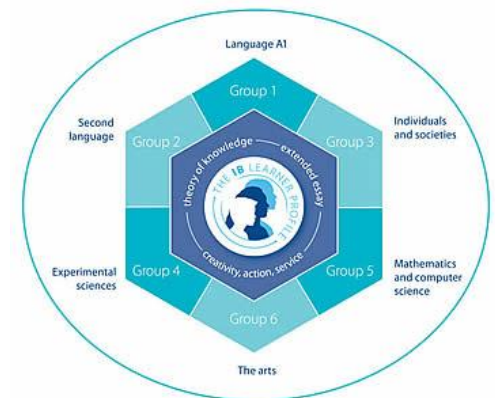 Language A1
Group 1
Second
language
Group 2
Individuals
and societies
Group 3
theory of knowledge
extended essay
THE IB LEARNER PROFILE
creativity, action, service
Experimental
sciences
Group 4
Group 5
Mathematics
and computer
science
Group 6
The arts